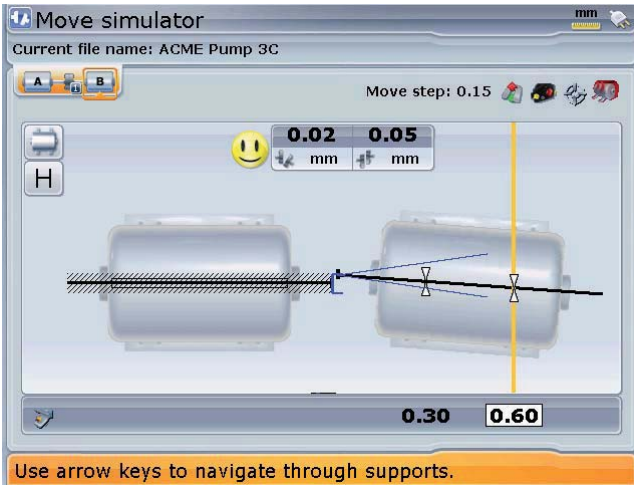 Move simulator
mm
Current file name: ACME Pump 3C
A B
Move step: 0.15
0.02 0.05
mm mm
H
0.30 0.60
Use arrow keys to navigate through supports.